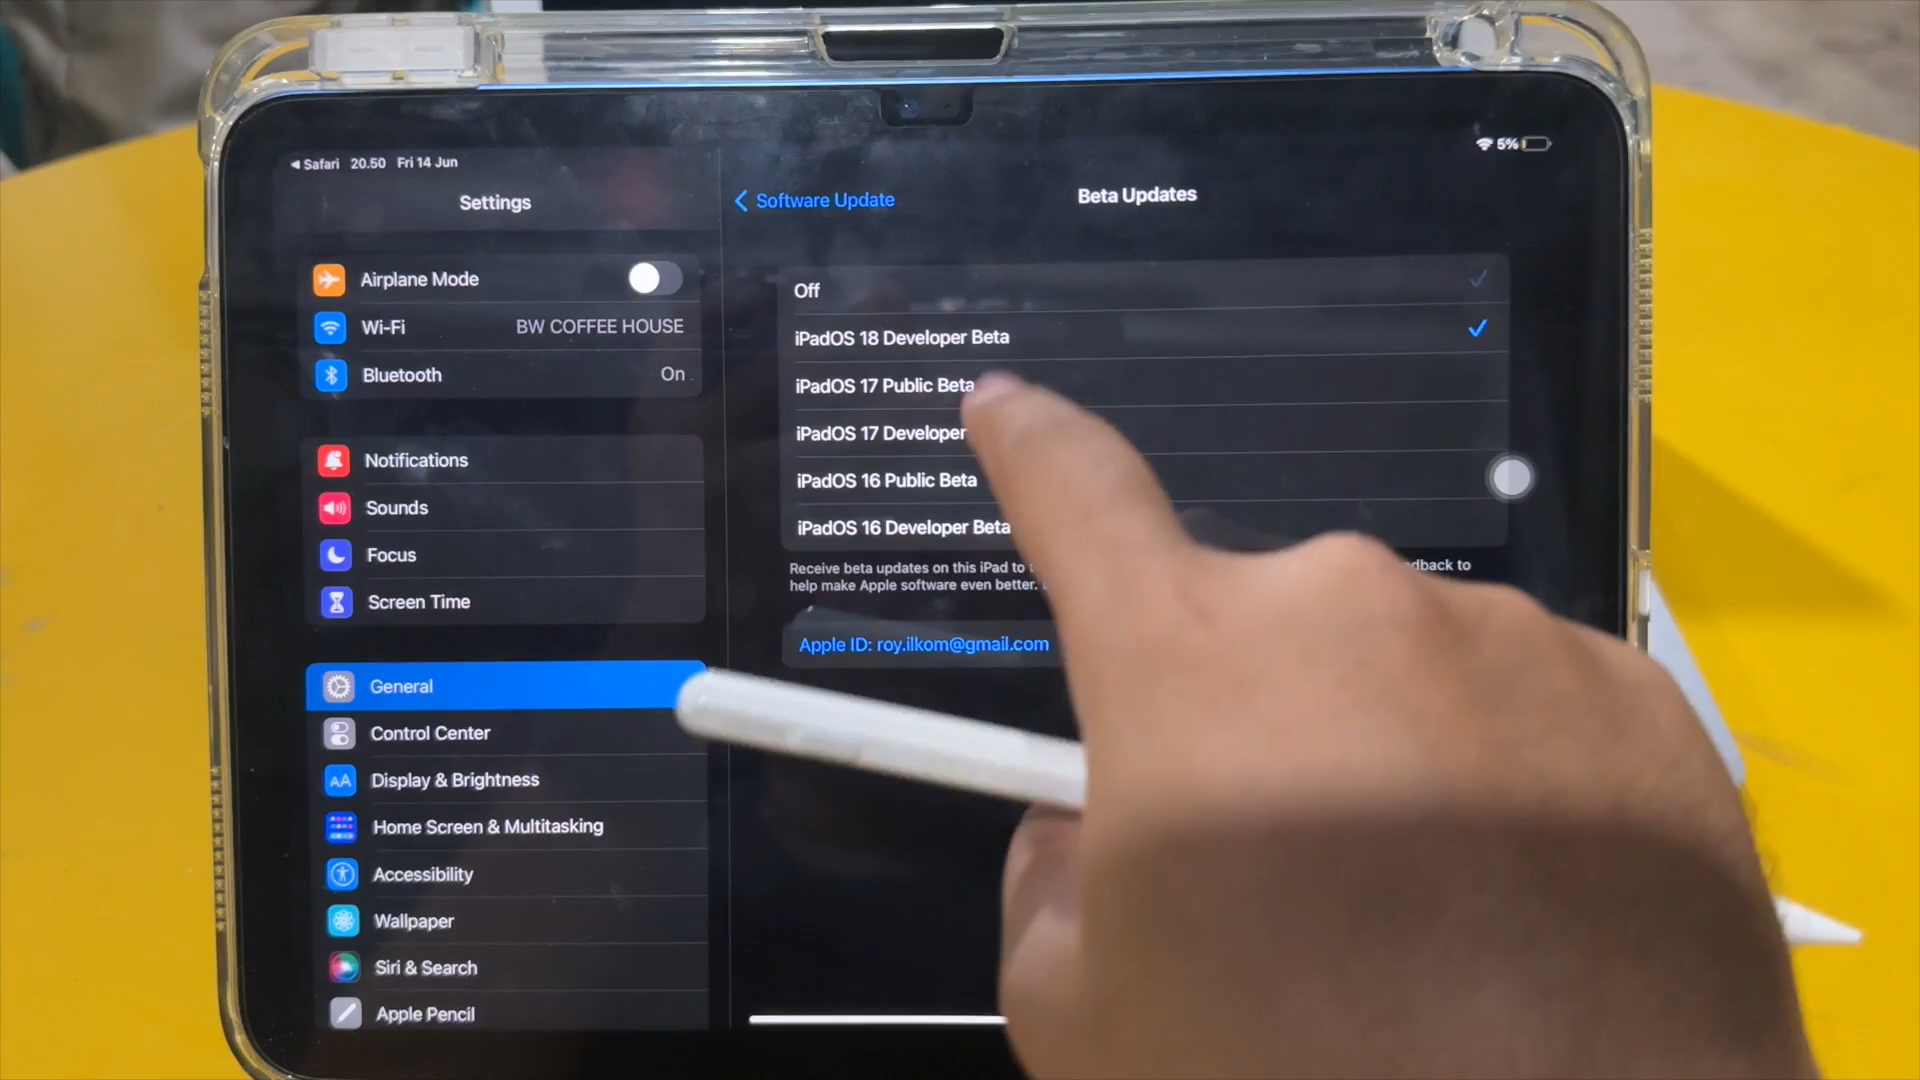 ◀ Safari 20.50 Fri 14 Jun
5%
Settings
Airplane Mode
Wi-Fi BW COFFEE HOUSE
Bluetooth On
Notifications
Sounds
Focus
Screen Time
General
Control Center
Display & Brightness
Home Screen & Multitasking
Accessibility
Wallpaper
Siri & Search
Apple Pencil
Software Update
Beta Updates
Off
iPadOS 18 Developer Beta
iPadOS 17 Public Beta
iPadOS 17 Developer
iPadOS 16 Public Beta
iPadOS 16 Developer Beta
Receive beta updates on this iPad to dback to
help make Apple software even better.
Apple ID: roy.ilkom@gmail.com